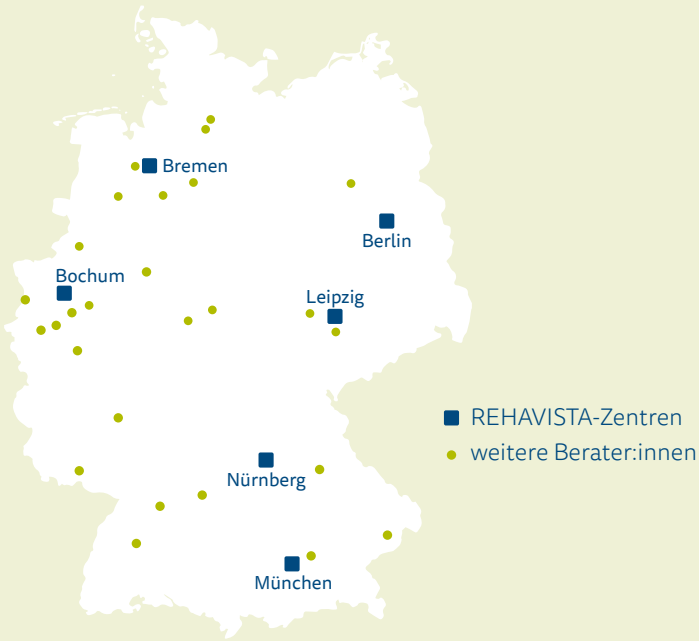 Bremen
Berlin
Bochum
Leipzig
REHAVISTA-Zentren
weitere Berater:innen
Nürnberg
München